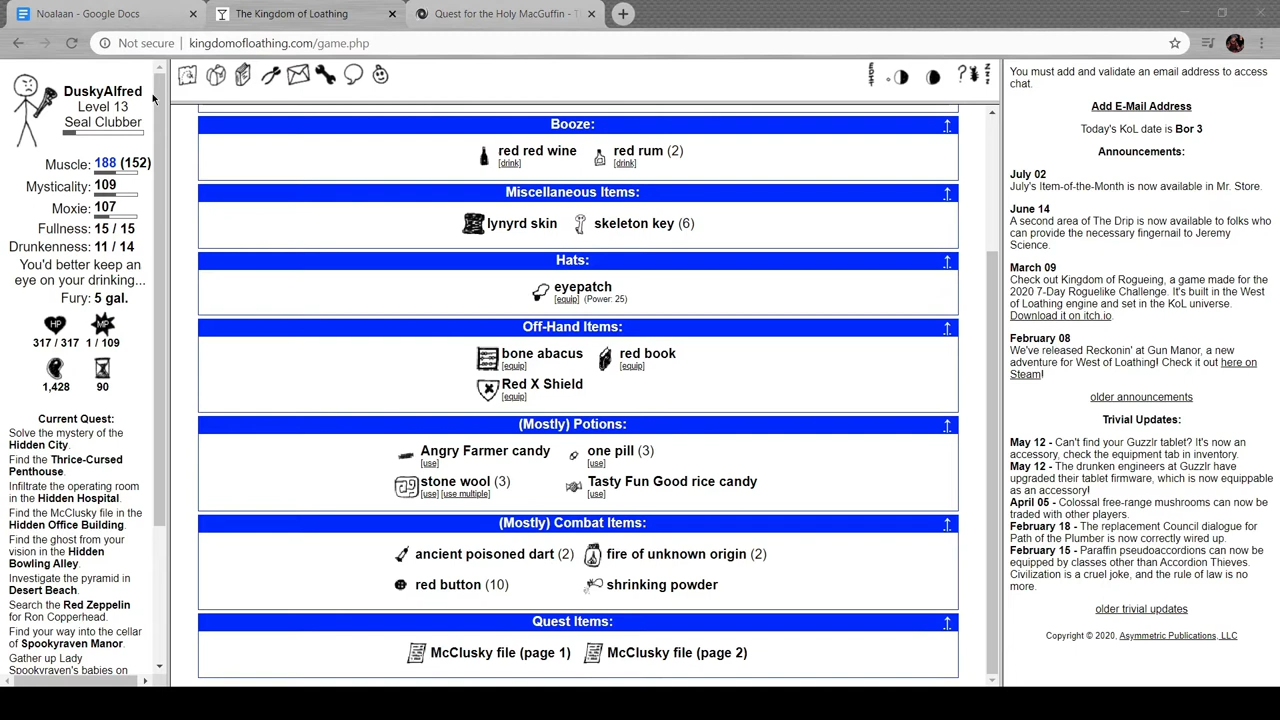 Noalaan - Google Docs
The Kingdom of Loathing
Quest for the Holy MacGuffin - T
Not secure | kingdomofloathing.com/game.php
DuskyAlfred
Level 13
Seal Clubber
Muscle: 188 (152)
Mysticality: 109
Moxie: 107
Fullness: 15 / 15
Drunkenness: 11 / 14
You'd better keep an
eye on your drinking...
Fury: 5 gal.
HP MP
317 / 317 1 / 109
1,428 90
Current Quest:
Solve the mystery of the
Hidden City.
Find the Thrice-Cursed
Penthouse.
Infiltrate the operating room
in the Hidden Hospital.
Find the McClusky file in the
Hidden Office Building.
Find the ghost from your
vision in the Hidden
Bowling Alley.
Investigate the pyramid in
Desert Beach.
Search the Red Zeppelin
for Ron Copperhead.
Find your way into the cellar
of Spookyraven Manor.
Gather up Lady
Spookyraven's babies on
Booze:
red red wine
[drink]
red rum (2)
[drink]
Miscellaneous Items:
lynyrd skin
skeleton key (6)
Hats:
eyepatch
[equip] (Power: 25)
Off-Hand Items:
bone abacus
[equip]
red book
[equip]
Red X Shield
[equip]
(Mostly) Potions:
Angry Farmer candy
[use]
one pill (3)
[use]
stone wool (3)
[use] [use multiple]
Tasty Fun Good rice candy
[use]
(Mostly) Combat Items:
ancient poisoned dart (2)
fire of unknown origin (2)
red button (10)
shrinking powder
Quest Items:
McClusky file (page 1)
McClusky file (page 2)
You must add and validate an email address to access
chat.
Add E-Mail Address
Today's KoL date is Bor 3
Announcements:
July 02
July's Item-of-the-Month is now available in Mr. Store.
June 14
A second area of The Drip is now available to folks who
can provide the necessary fingernail to Jeremy
Science.
March 09
Check out Kingdom of Rogueing, a game made for the
2020 7-Day Roguelike Challenge. It's built in the West
of Loathing engine and set in the KoL universe.
Download it on itch.io.
February 08
We've released Reckonin' at Gun Manor, a new
adventure for West of Loathing! Check it out here on
Steam!
older announcements
Trivial Updates:
May 12 - Can't find your Guzzlr tablet? It's now an
accessory, check the equipment tab in inventory.
May 12 - The drunken engineers at Guzzlr have
upgraded their tablet firmware, which is now equippable
as an accessory!
April 05 - Colossal free-range mushrooms can now be
traded with other players.
February 18 - The replacement Council dialogue for
Path of the Plumber is now correctly wired up.
February 15 - Paraffin pseudoaccordions can now be
equipped by classes other than Accordion Thieves.
Civilization is a cruel joke, and the rule of law is no
more.
older trivial updates
Copyright © 2020, Asymmetric Publications, LLC